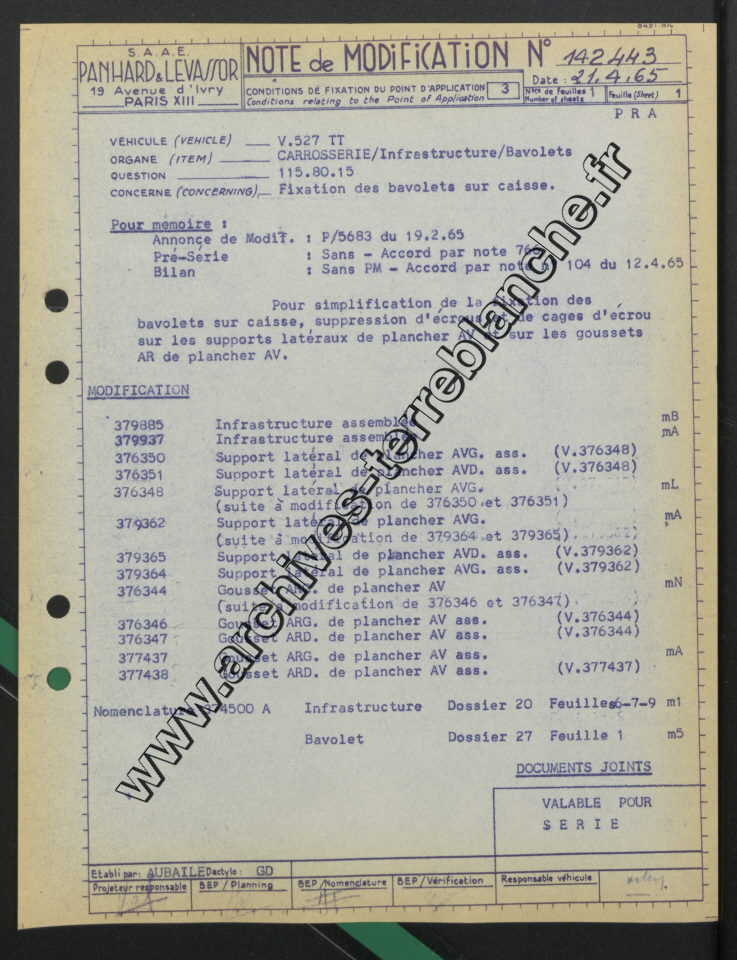 S.A.A.E.
PANHARD & LEVASSOR
19 Avenue d'Ivry
PARIS XIII
NOTE de MODIFICATION N° 142443
Date : 21.4.65
CONDITIONS DE FIXATION DU POINT D'APPLICATION 3
Conditions relating to the Point of Application
Nbre de Feuilles 1
Number of sheets
Feuille (Sheet) 1
P R A
VÉHICULE (VEHICLE) V.527 TT
ORGANE (ITEM) CARROSSERIE/Infrastructure/Bavolets
QUESTION 115.80.15
CONCERNE (CONCERNING) Fixation des bavolets sur caisse.
Pour mémoire :
Annonce de Modif. : P/5683 du 19.2.65
Pré-Série : Sans - Accord par note
Bilan : Sans PM - Accord par note n° 104 du 12.4.65
Pour simplification de la fixation des
bavolets sur caisse, suppression d'écrous et de cages d'écrou
sur les supports latéraux de plancher AV et sur les goussets
AR de plancher AV.
MODIFICATION
379885 Infrastructure assemblée mB
379937 Infrastructure assemblée mA
376350 Support latéral de plancher AVG. ass. (V.376348)
376351 Support latéral de plancher AVD. ass. (V.376348)
376348 Support latéral de plancher AVG. mL
(suite à modification de 376350 et 376351)
379362 Support latéral de plancher AVG. mA
(suite à modification de 379364 et 379365)
379365 Support latéral de plancher AVD. ass. (V.379362)
379364 Support latéral de plancher AVG. ass. (V.379362)
376344 Gousset ARG. de plancher AV mN
(suite à modification de 376346 et 376347)
376346 Gousset ARG. de plancher AV ass. (V.376344)
376347 Gousset ARD. de plancher AV ass. (V.376344)
377437 Gousset ARG. de plancher AV ass. mA
377438 Gousset ARD. de plancher AV ass. (V.377437)
Nomenclature 374500 A Infrastructure Dossier 20 Feuilles 6-7-9 m1
Bavolet Dossier 27 Feuille 1 m5
DOCUMENTS JOINTS
VALABLE POUR
S E R I E
Etabli par: AUBAILE Dactylo: GD
Projeteur responsable
BEP / Planning
BEP / Nomenclature
BEP / Vérification
Responsable véhicule
www.archives-terreblanche.fr